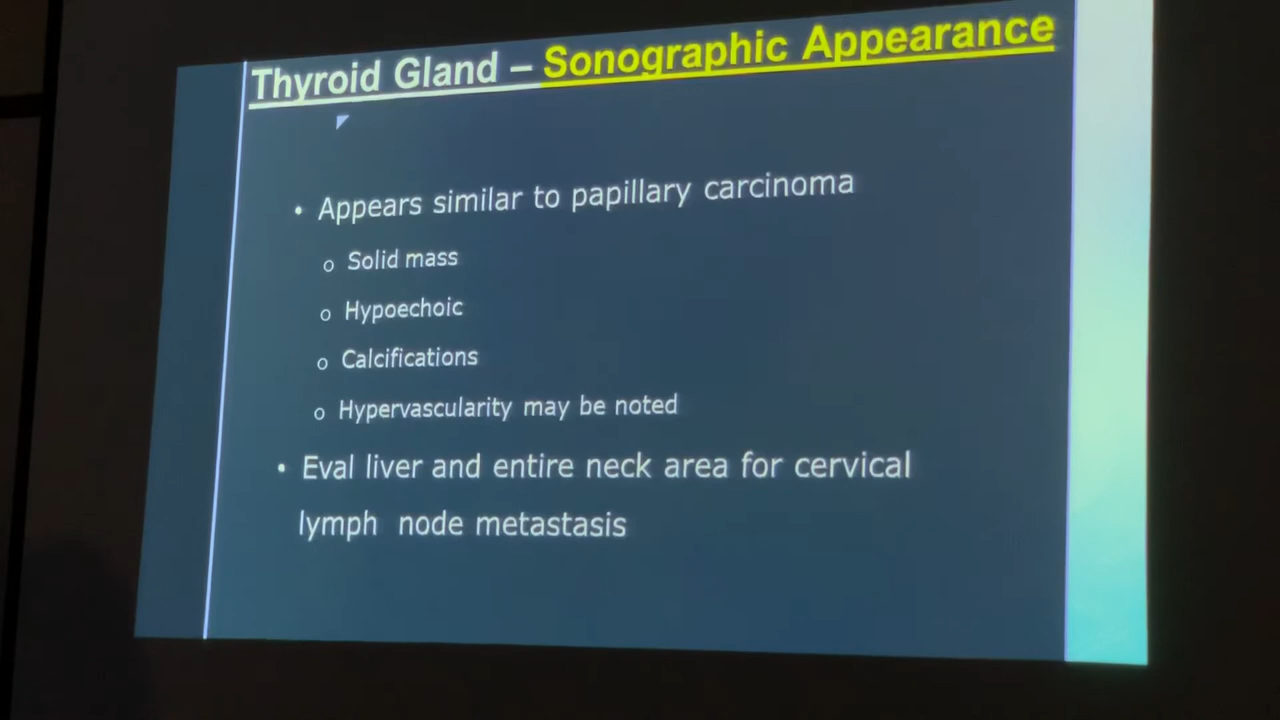 Thyroid Gland – Sonographic Appearance
• Appears similar to papillary carcinoma
o Solid mass
o Hypoechoic
o Calcifications
o Hypervascularity may be noted
• Eval liver and entire neck area for cervical
lymph node metastasis